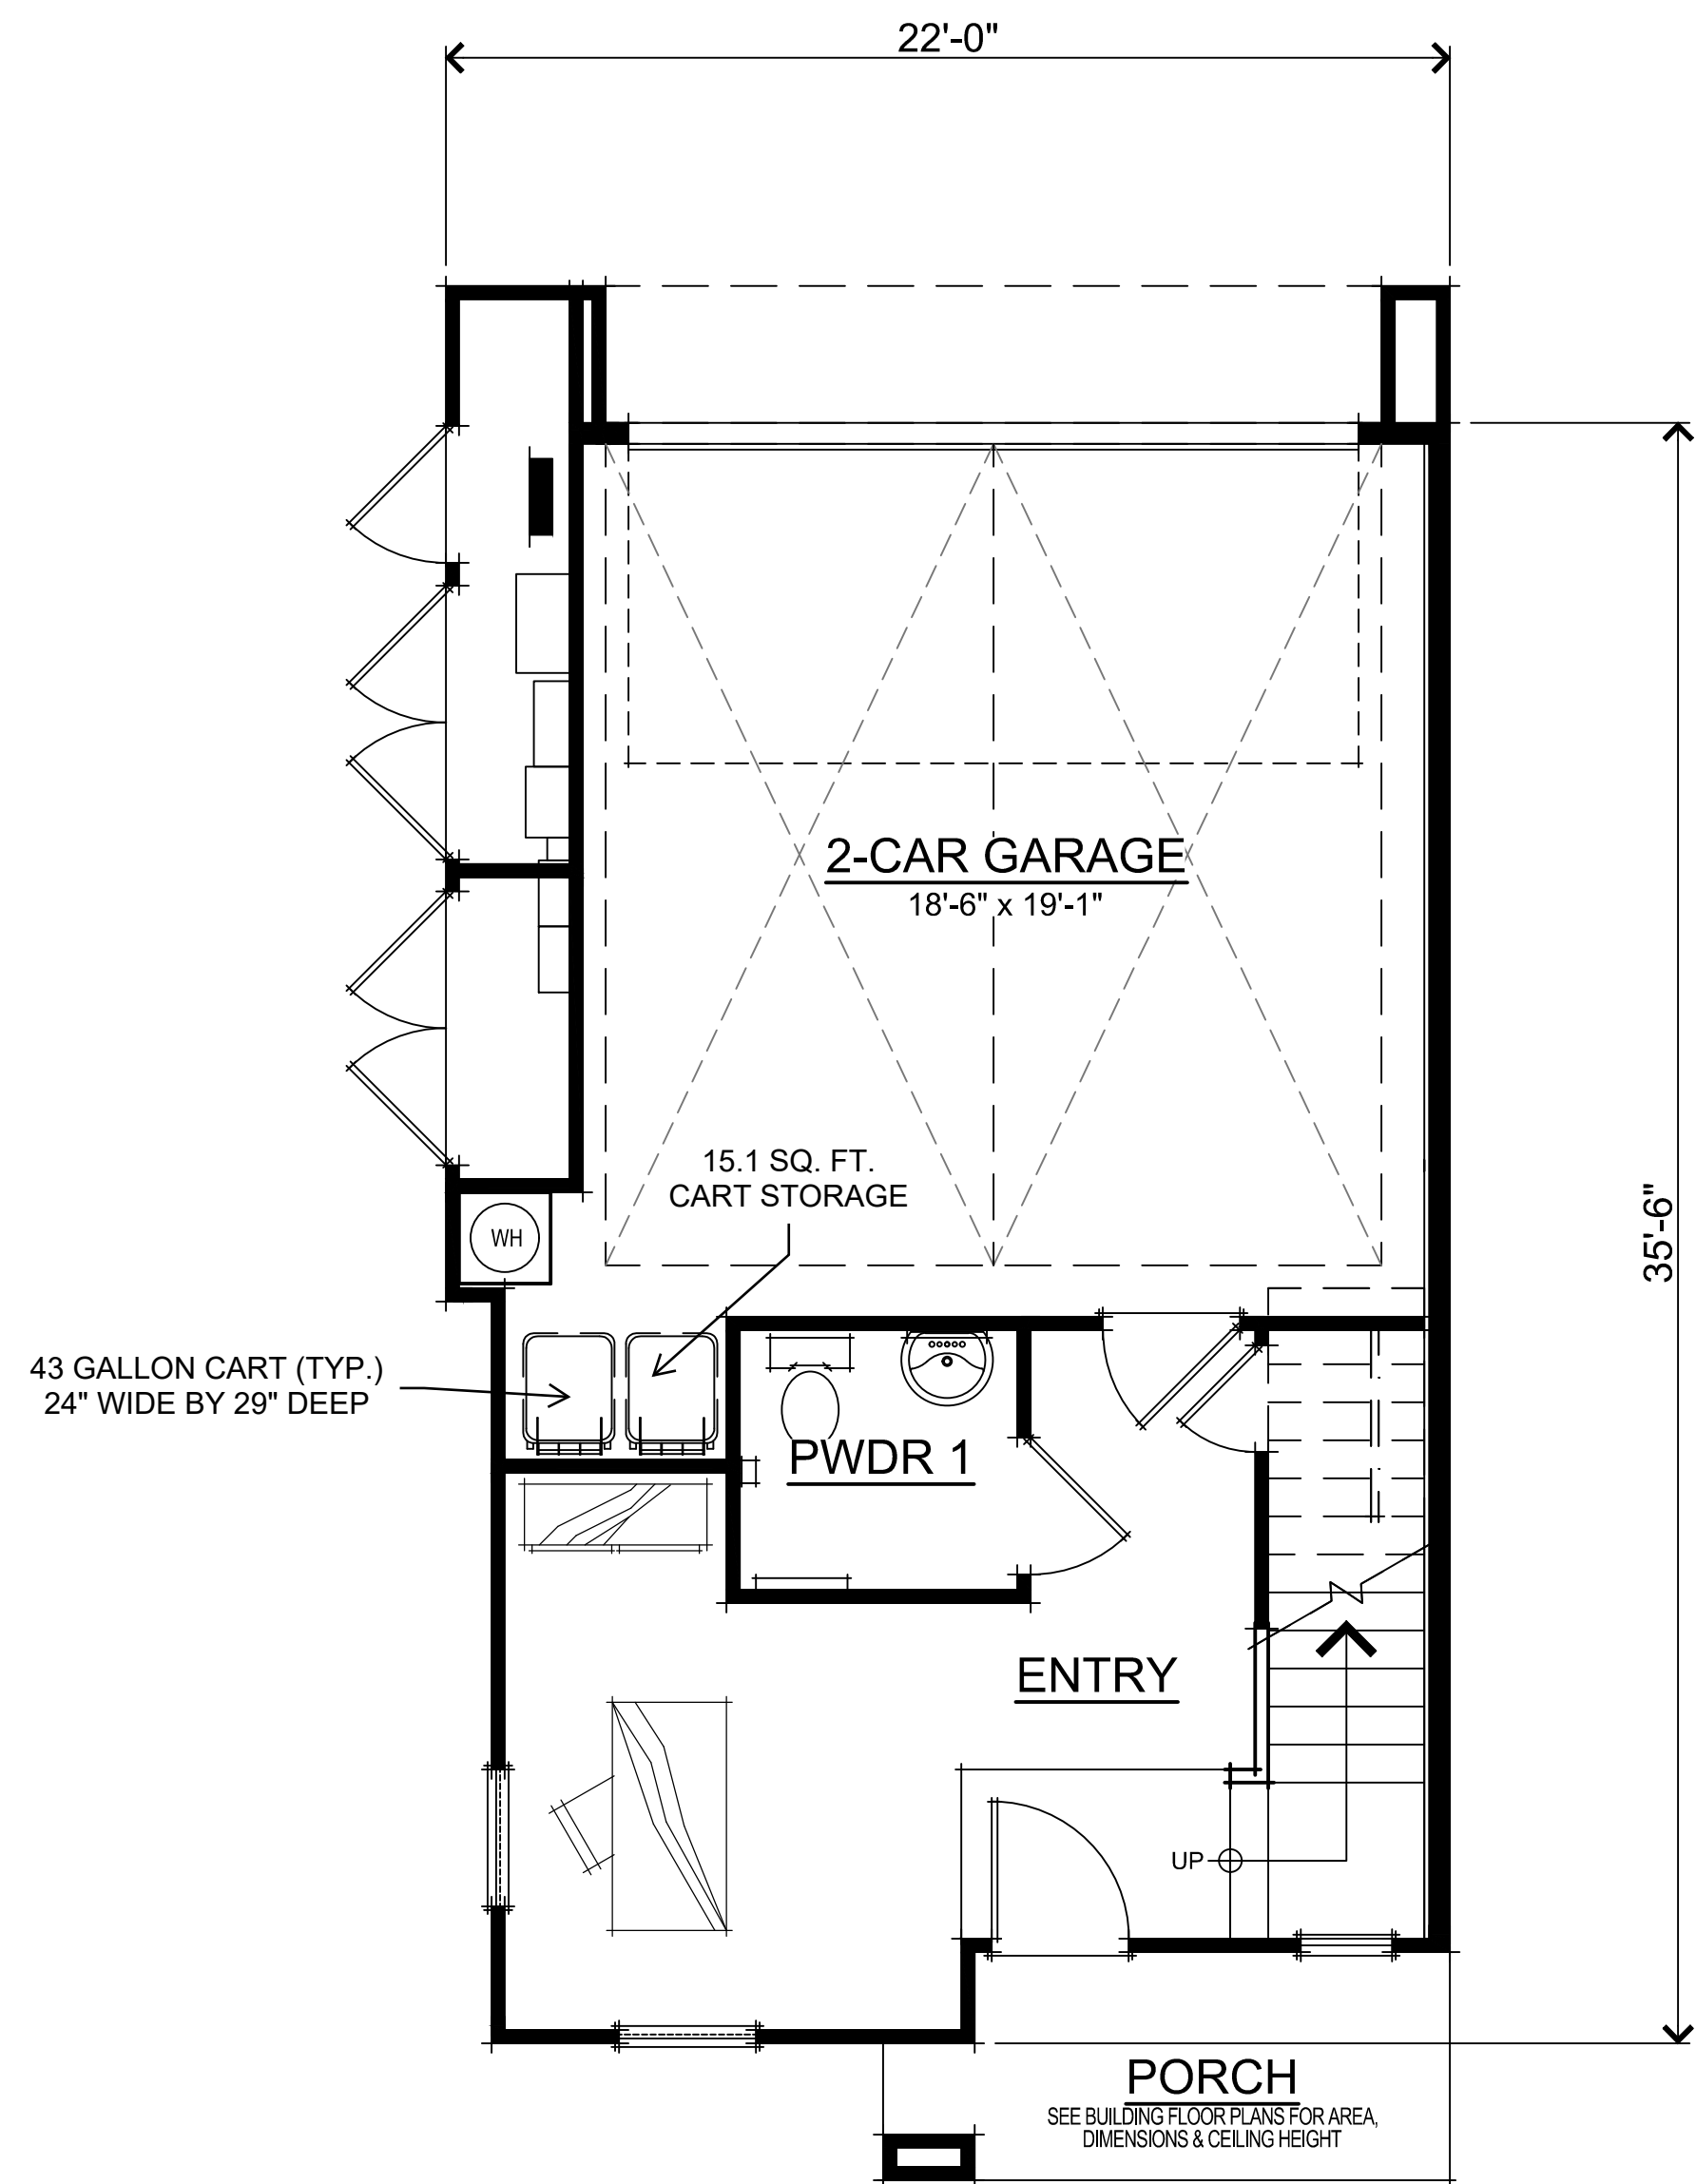 22'-0"
2-CAR GARAGE
18'-6" x 19'-1"
35'-6"
15.1 SQ. FT.
CART STORAGE
WH
43 GALLON CART (TYP.)
24" WIDE BY 29" DEEP
PWDR 1
ENTRY
UP
PORCH
SEE BUILDING FLOOR PLANS FOR AREA,
DIMENSIONS & CEILING HEIGHT